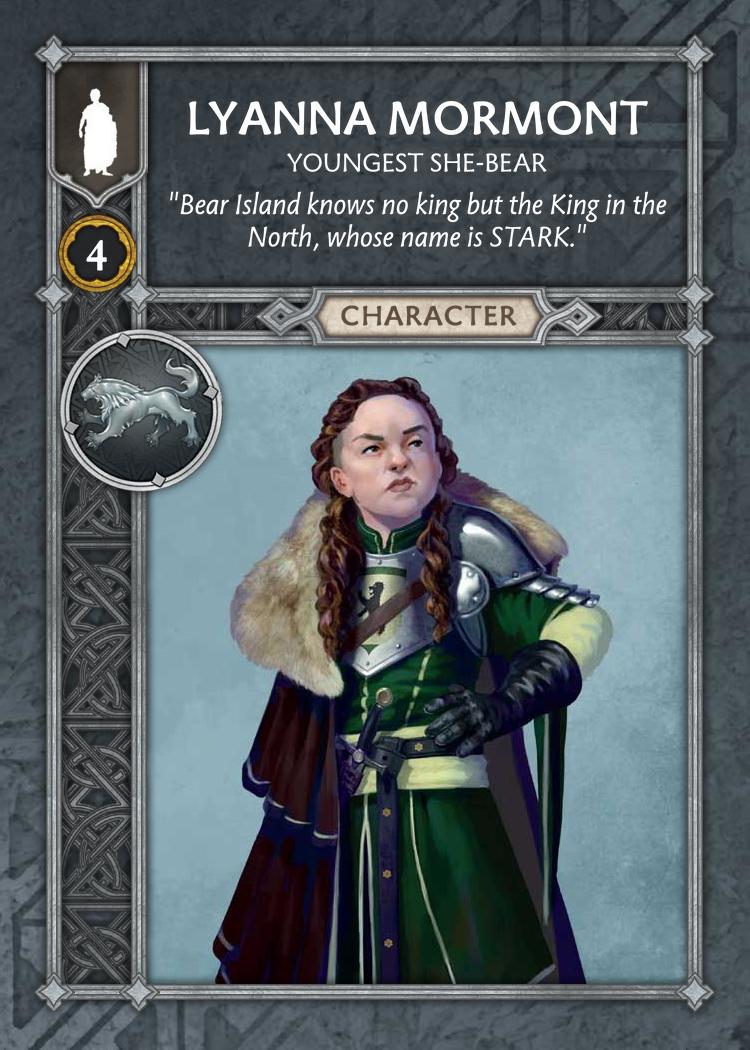 LYANNA MORMONT
YOUNGEST SHE-BEAR
"Bear Island knows no king but the King in the
North, whose name is STARK."
4
CHARACTER